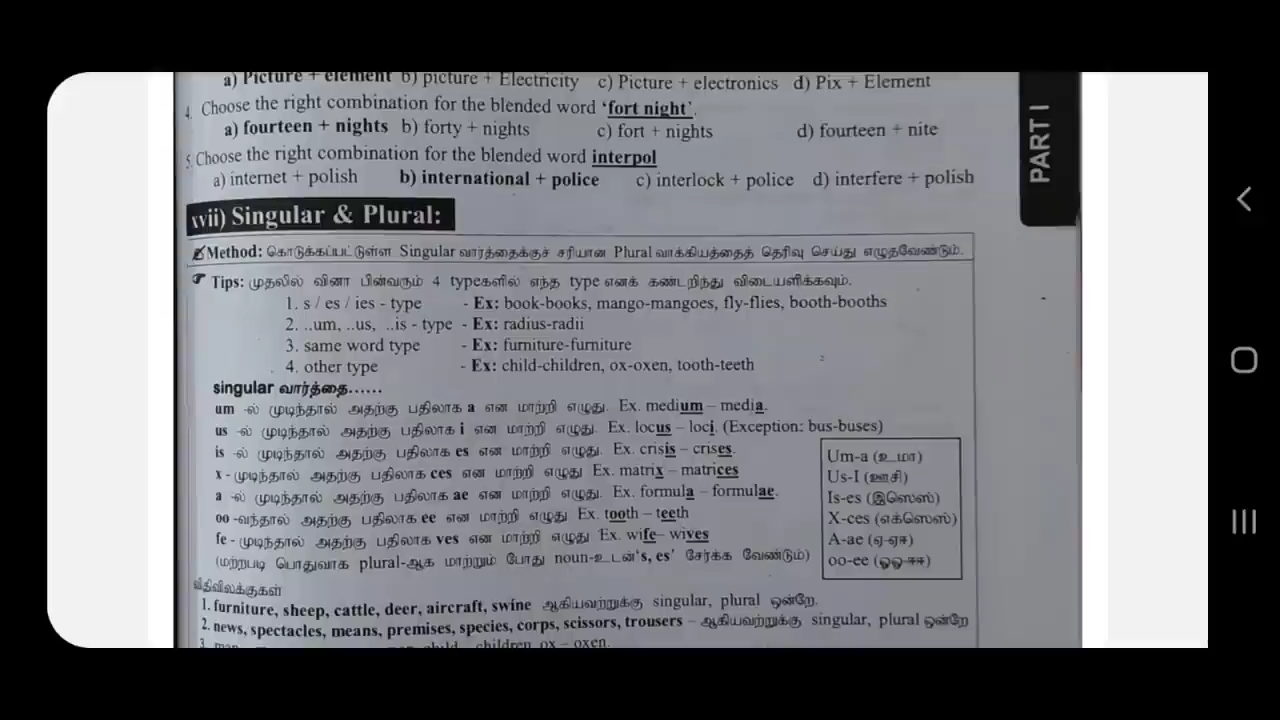 a) Picture + element b) picture + Electricity c) Picture + electronics d) Pix + Element
4. Choose the right combination for the blended word ‘fort night’.
a) fourteen + nights b) forty + nights c) fort + nights d) fourteen + nite
5. Choose the right combination for the blended word interpol
a) internet + polish b) international + police c) interlock + police d) interfere + polish
PART I
xvii) Singular & Plural:
Method: கொடுக்கப்பட்டுள்ள Singular வார்த்தைக்குச் சரியான Plural வாக்கியத்தைத் தெரிவு செய்து எழுதவேண்டும்.
Tips: முதலில் வினா பின்வரும் 4 typeகளில் எந்த type எனக் கண்டறிந்து விடையளிக்கவும்.
1. s / es / ies - type - Ex: book-books, mango-mangoes, fly-flies, booth-booths
2. ..um, ..us, ..is - type - Ex: radius-radii
3. same word type - Ex: furniture-furniture
4. other type - Ex: child-children, ox-oxen, tooth-teeth
singular வார்த்தை......
um -ல் முடிந்தால் அதற்கு பதிலாக a என மாற்றி எழுது. Ex. medium – media.
us -ல் முடிந்தால் அதற்கு பதிலாக i என மாற்றி எழுது. Ex. locus – loci. (Exception: bus-buses)
is -ல் முடிந்தால் அதற்கு பதிலாக es என மாற்றி எழுது. Ex. crisis – crises.
x - முடிந்தால் அதற்கு பதிலாக ces என மாற்றி எழுது Ex. matrix – matrices
a -ல் முடிந்தால் அதற்கு பதிலாக ae என மாற்றி எழுது. Ex. formula – formulae.
oo -வந்தால் அதற்கு பதிலாக ee என மாற்றி எழுது Ex. tooth – teeth
fe - முடிந்தால் அதற்கு பதிலாக ves என மாற்றி எழுது Ex. wife– wives
(மற்றபடி பொதுவாக plural-ஆக மாற்றும் போது noun-உடன் ‘s, es’ சேர்க்க வேண்டும்)
Um-a (உமா)
Us-I (ஊசி)
Is-es (இஸெஸ்)
X-ces (எக்ஸெஸ்)
A-ae (ஏ-ஏஈ)
oo-ee (ஓஓ-ஈஈ)
விதிவிலக்குகள்
1. furniture, sheep, cattle, deer, aircraft, swine ஆகியவற்றுக்கு singular, plural ஒன்றே.
2. news, spectacles, means, premises, species, corps, scissors, trousers – ஆகியவற்றுக்கு singular, plural ஒன்றே
3. man child – children, ox – oxen.